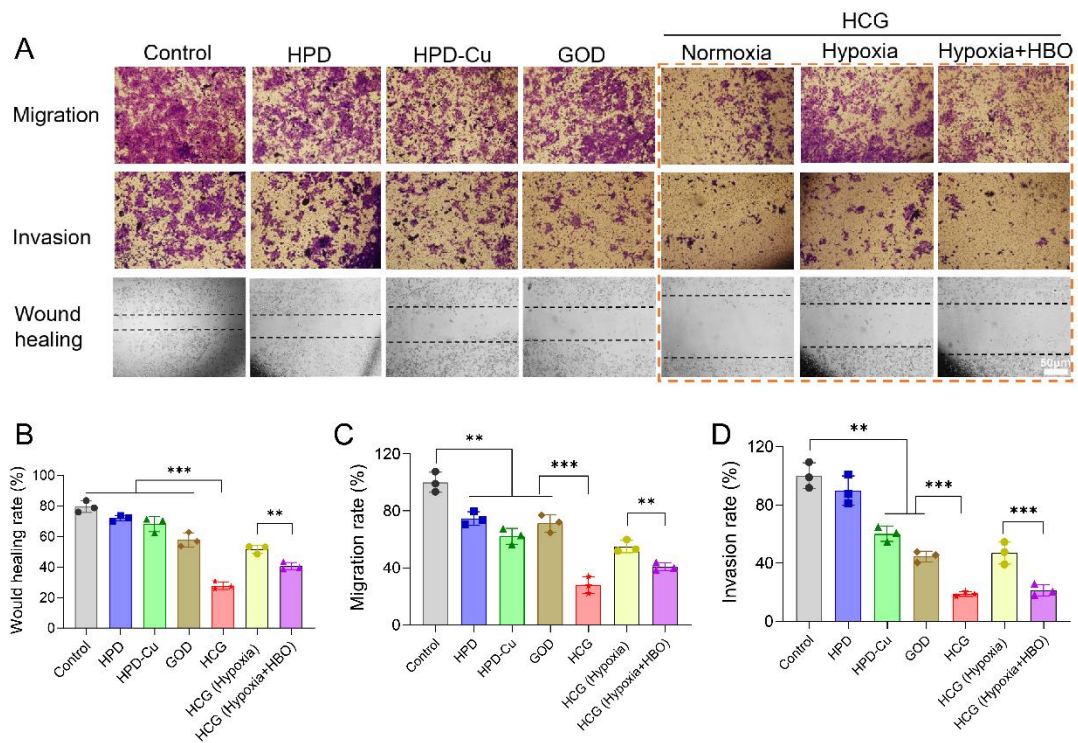 HCG
A
Control HPD HPD-Cu GOD Normoxia Hypoxia Hypoxia+HBO
Migration
Invasion
Wound
healing
50μm
B
Would healing rate (%)
100
80
60
40
20
0
***
**
Control
HPD
HPD-Cu
GOD
HCG
HCG (Hypoxia)
HCG (Hypoxia+HBO)
C
Migration rate (%)
120
80
40
0
**
***
**
Control
HPD
HPD-Cu
GOD
HCG
HCG (Hypoxia)
HCG (Hypoxia+HBO)
D
Invasion rate (%)
120
80
40
0
**
***
***
Control
HPD
HPD-Cu
GOD
HCG
HCG (Hypoxia)
HCG (Hypoxia+HBO)